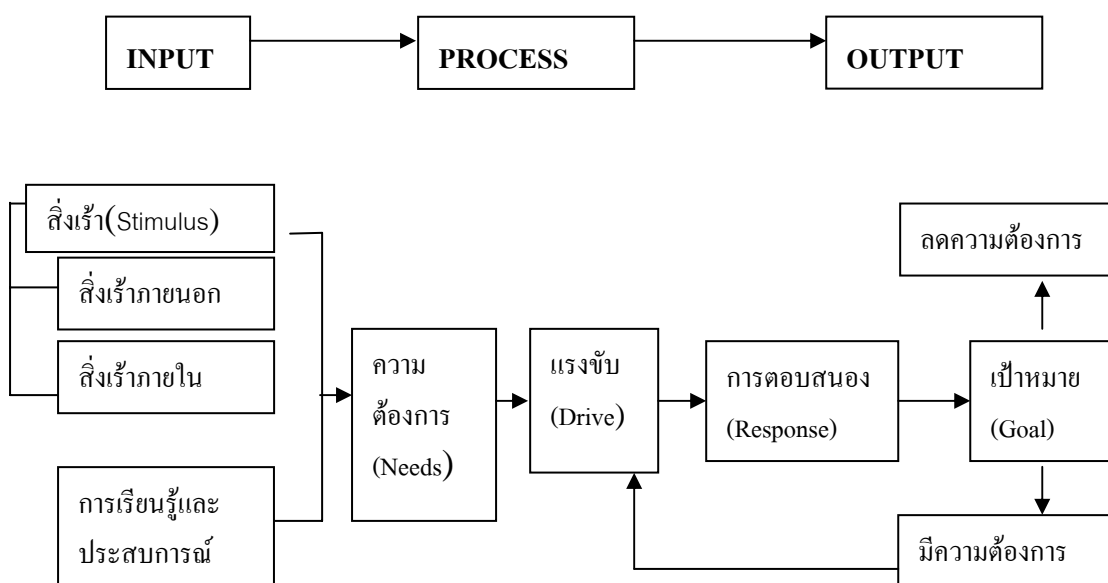 INPUT
PROCESS
OUTPUT
สิ่งเร้า(Stimulus)
สิ่งเร้าภายนอก
สิ่งเร้าภายใน
การเรียนรู้และ
ประสบการณ์
ความ
ต้องการ
(Needs)
แรงขับ
(Drive)
การตอบสนอง
(Response)
เป้าหมาย
(Goal)
ลดความต้องการ
มีความต้องการ